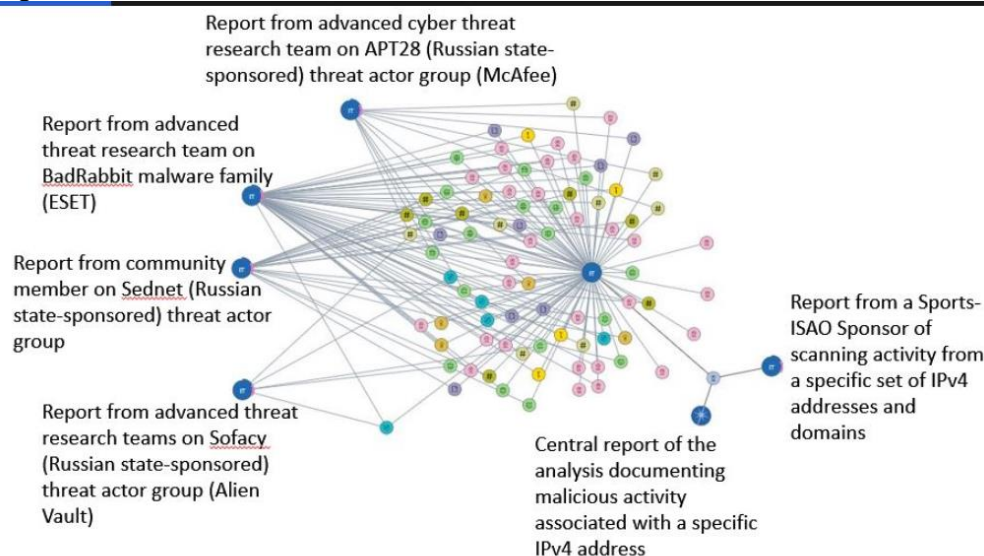 Report from advanced cyber threat
research team on APT28 (Russian state-
sponsored) threat actor group (McAfee)
Report from advanced
threat research team on
BadRabbit malware family
(ESET)
Report from community
member on Sednet (Russian
state-sponsored) threat actor
group
Report from advanced threat
research teams on Sofacy
(Russian state-sponsored)
threat actor group (Alien
Vault)
Report from a Sports-
ISAO Sponsor of
scanning activity from
a specific set of IPv4
addresses and
domains
Central report of the
analysis documenting
malicious activity
associated with a specific
IPv4 address